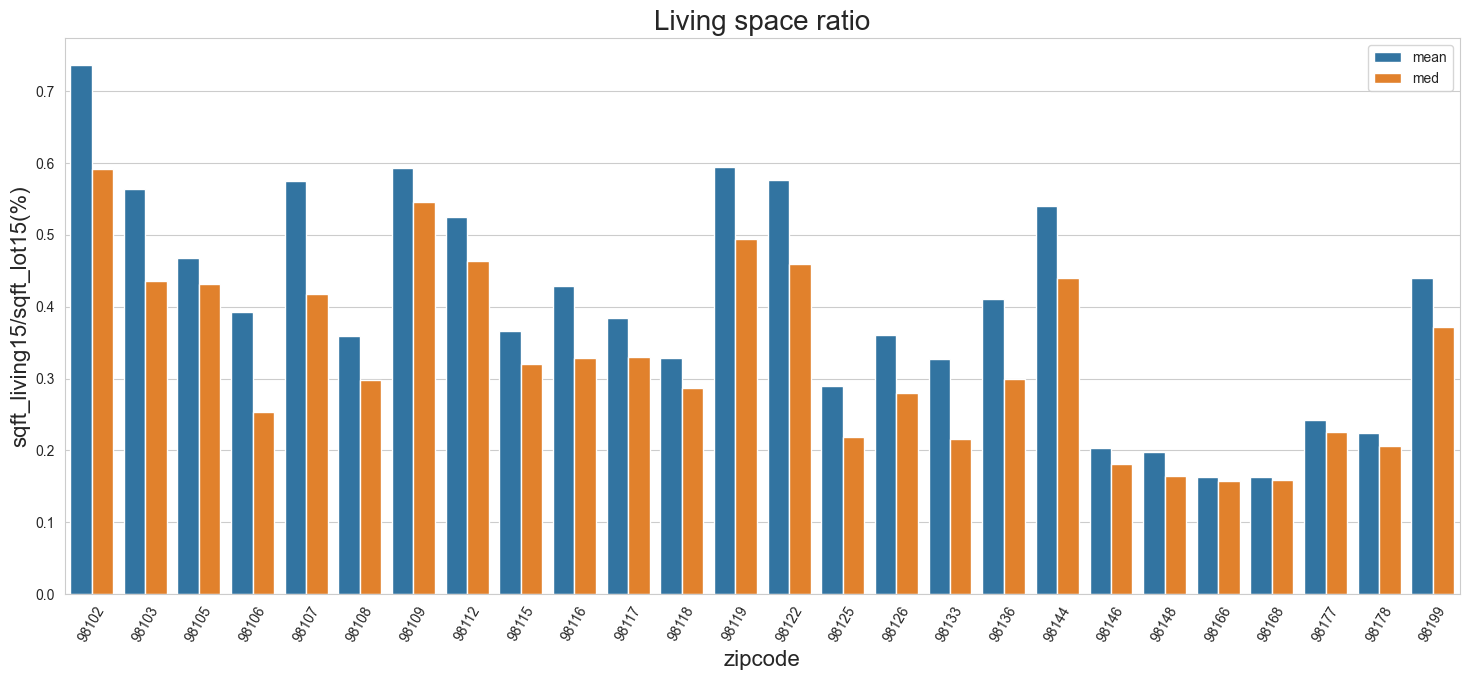 Living space ratio
mean
med
sqft_living15/sqft_lot15(%)
0.7
0.6
0.5
0.4
0.3
0.2
0.1
0.0
98102 98103 98105 98106 98107 98108 98109 98112 98115 98116 98117 98118 98119 98122 98125 98126 98133 98136 98144 98146 98148 98166 98168 98177 98178 98199
zipcode